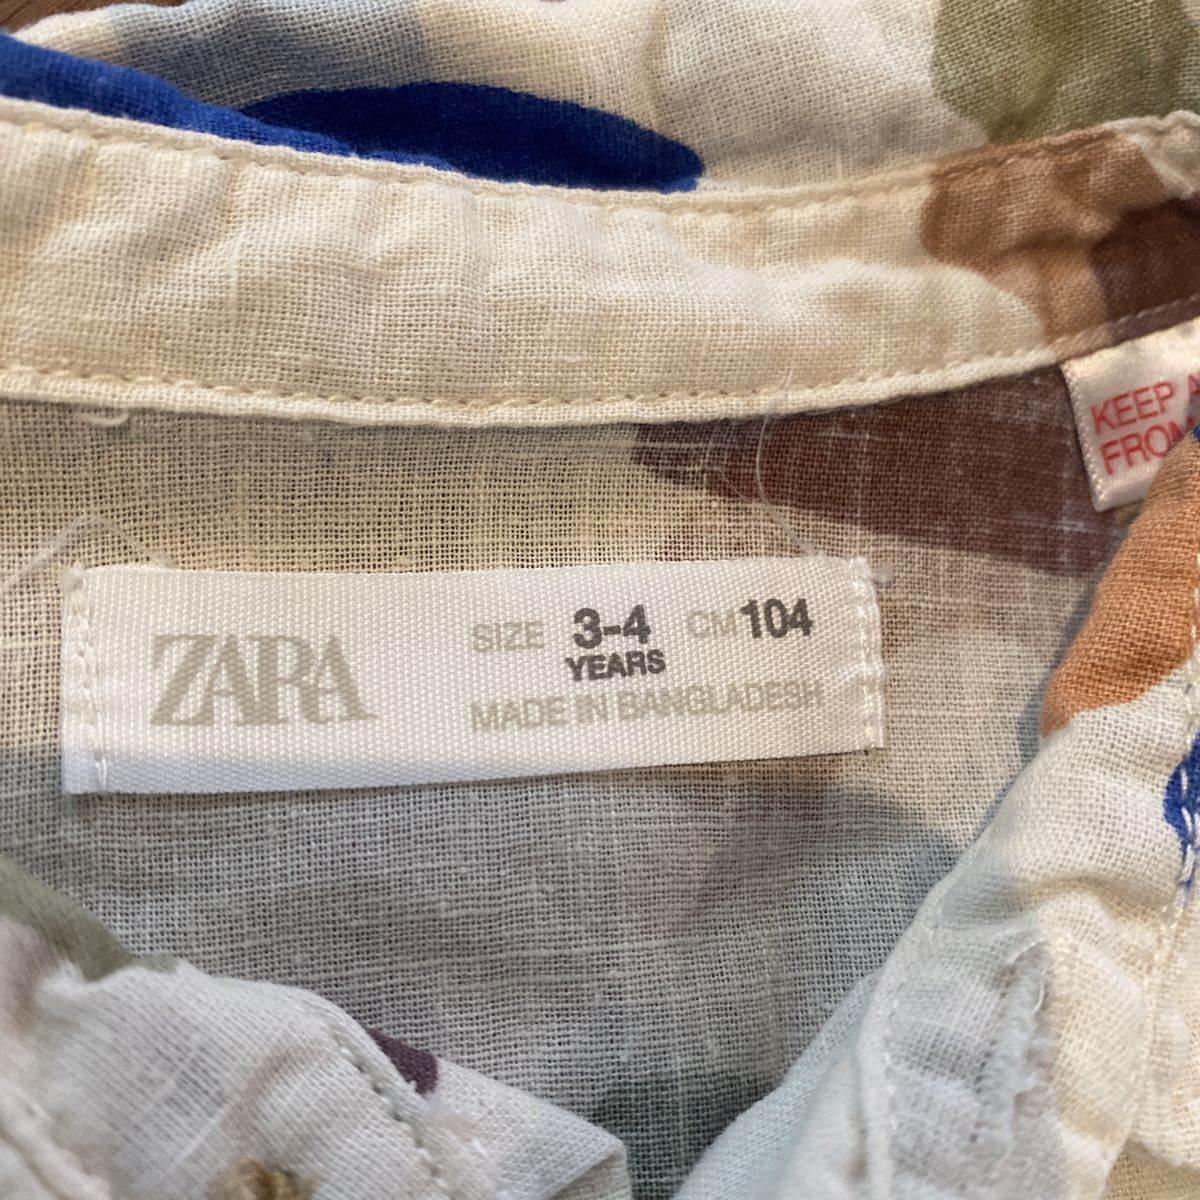 ZARA
SIZE 3-4 YEARS CM 104
MADE IN BANGLADESH
KEEP
FROM